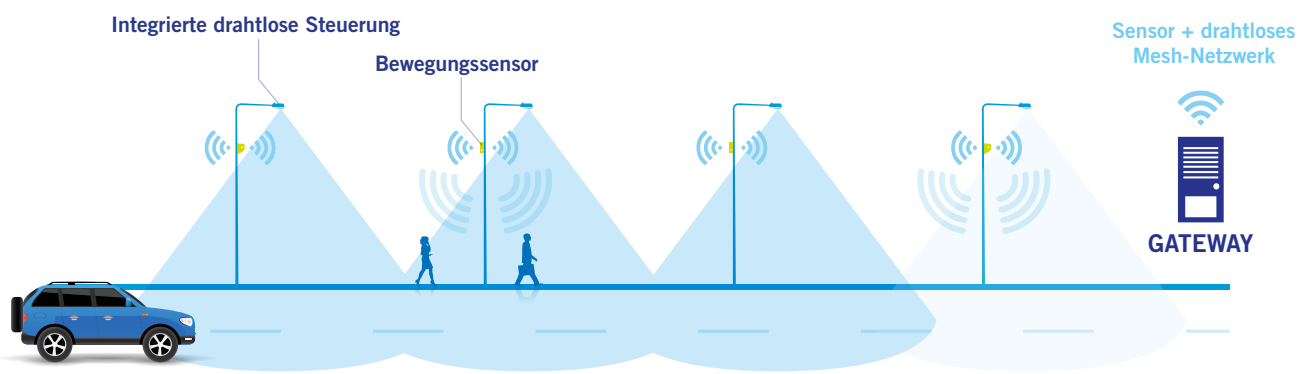 Integrierte drahtlose Steuerung
Bewegungssensor
Sensor + drahtloses
Mesh-Netzwerk
GATEWAY